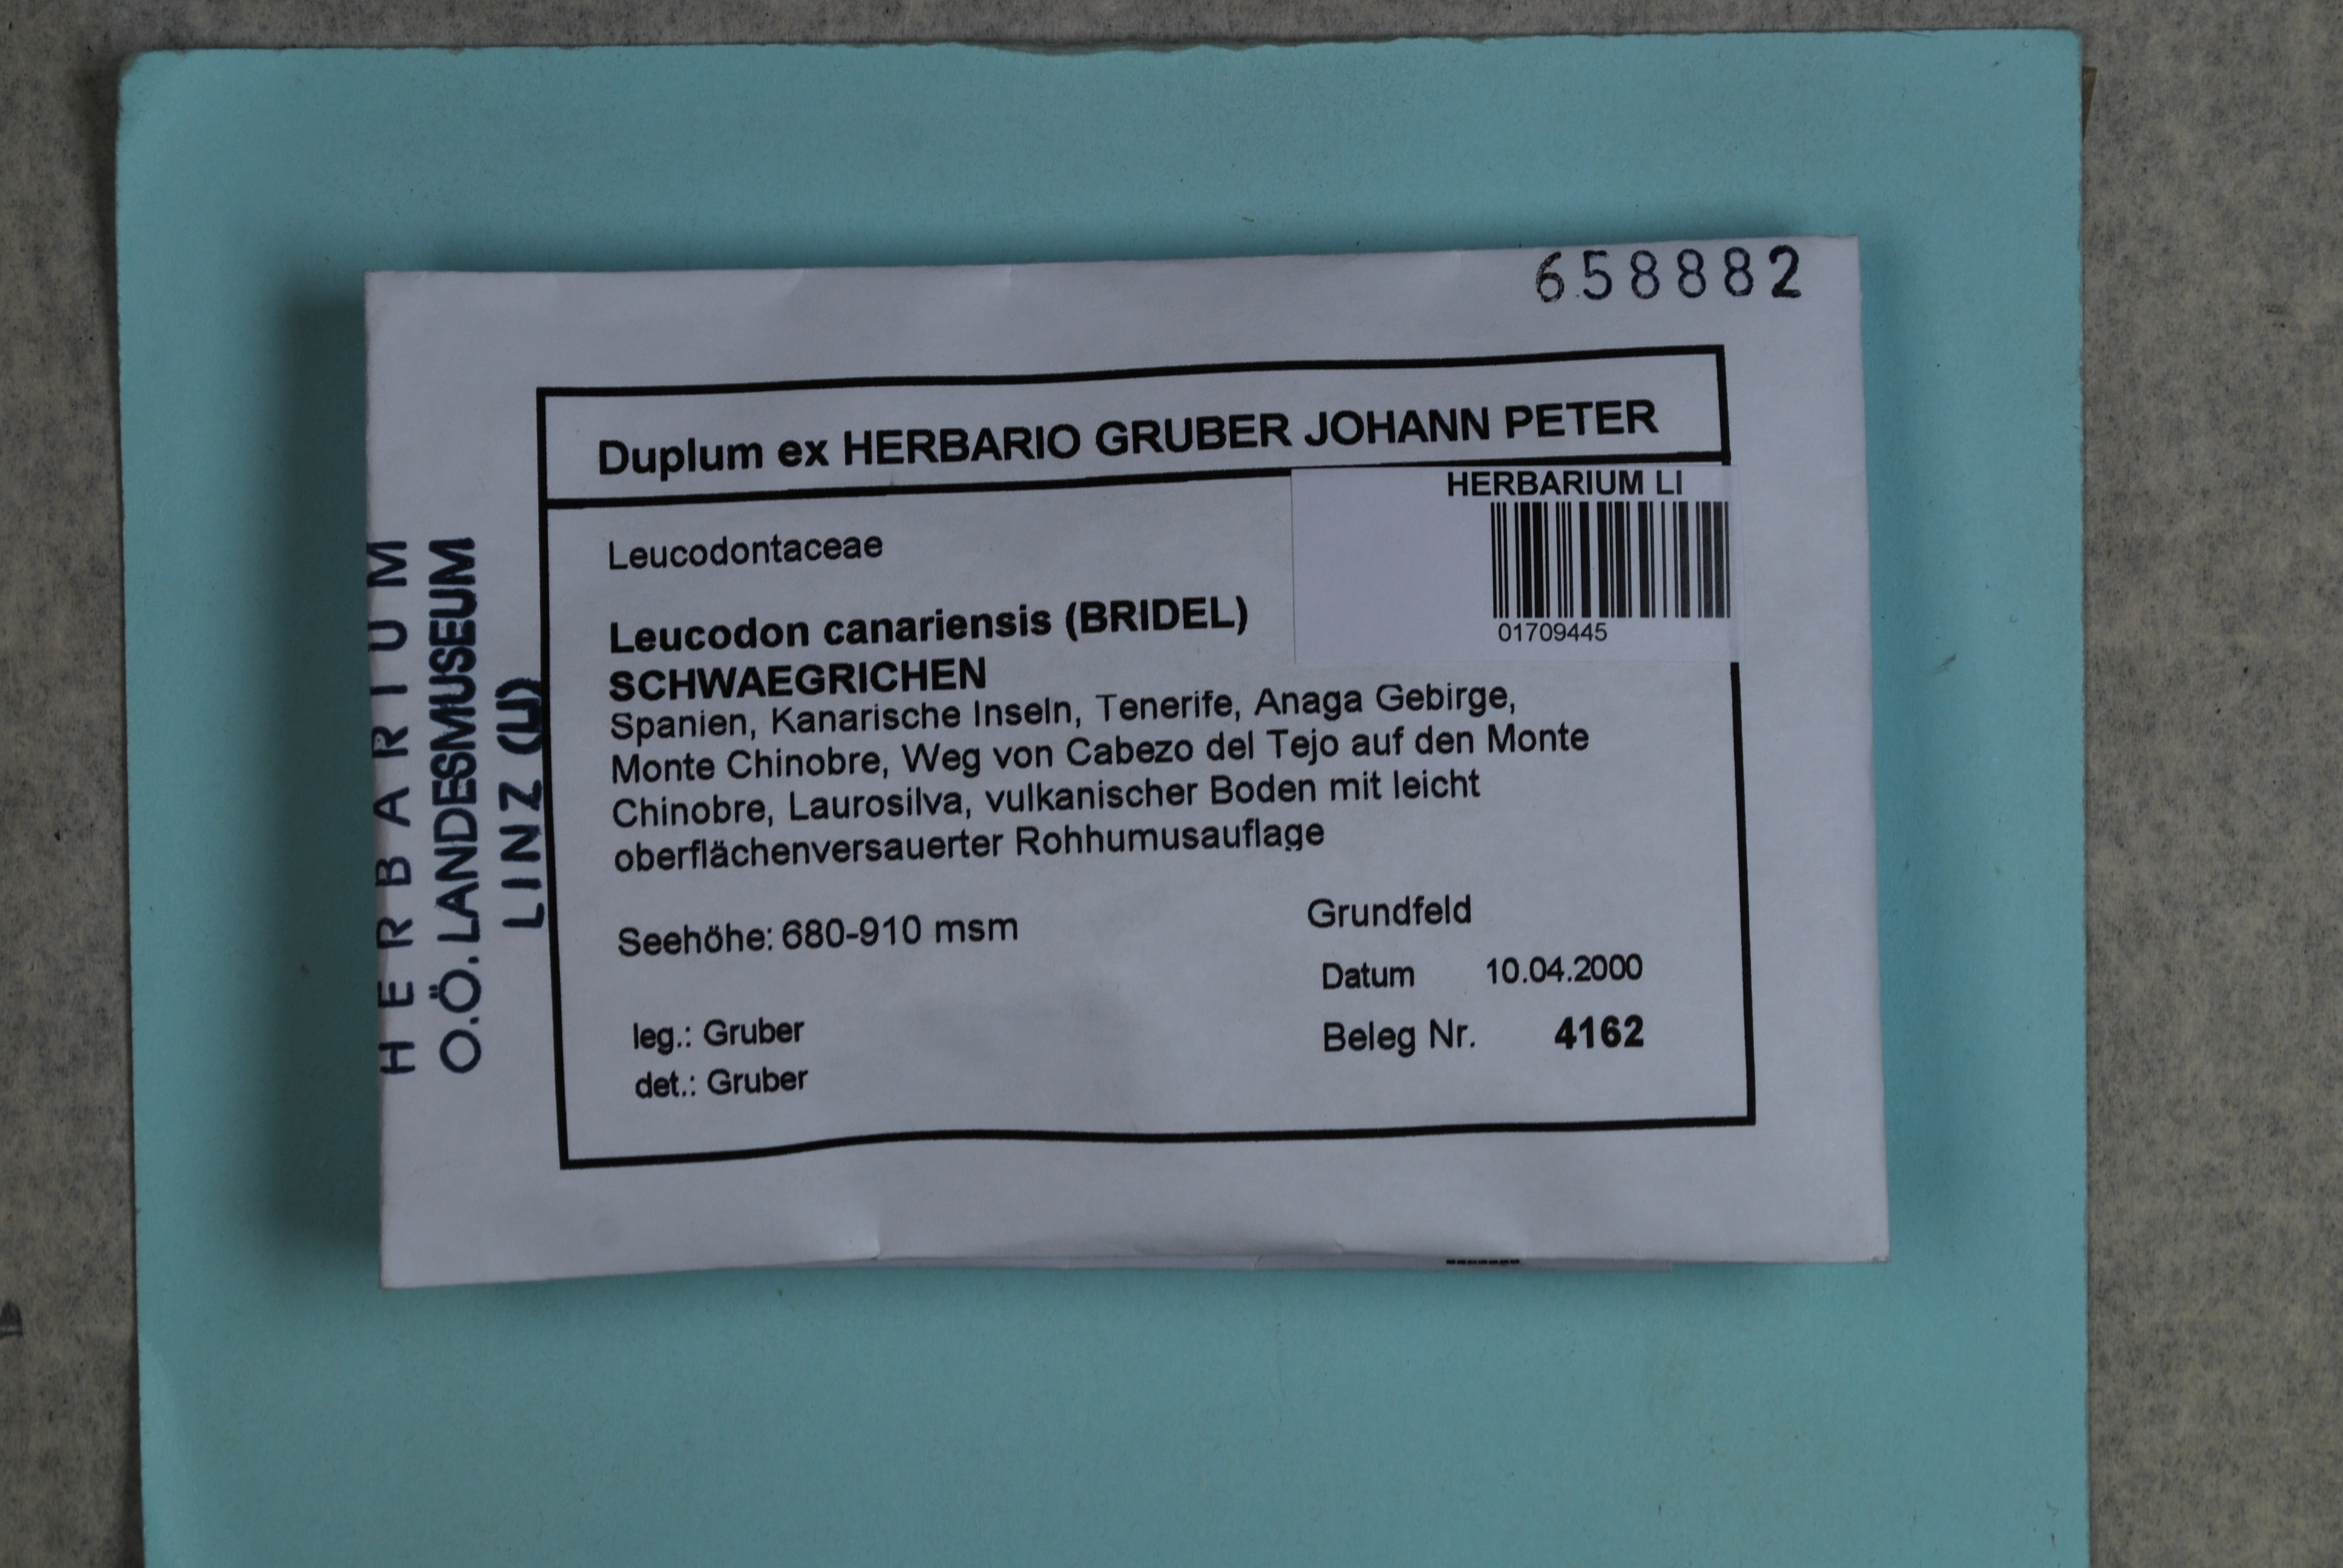 658882
Duplum ex HERBARIO GRUBER JOHANN PETER
HERBARIUM LI
01709445
Leucodontaceae
Leucodon canariensis (BRIDEL)
SCHWAEGRICHEN
Spanien, Kanarische Inseln, Tenerife, Anaga Gebirge,
Monte Chinobre, Weg von Cabezo del Tejo auf den Monte
Chinobre, Laurosilva, vulkanischer Boden mit leicht
oberflächenversauerter Rohhumusauflage
Seehöhe: 680-910 msm
Grundfeld
Datum 10.04.2000
Beleg Nr. 4162
leg.: Gruber
det.: Gruber
HERBARIUM
O.Ö. LANDESMUSEUM
LINZ (LI)